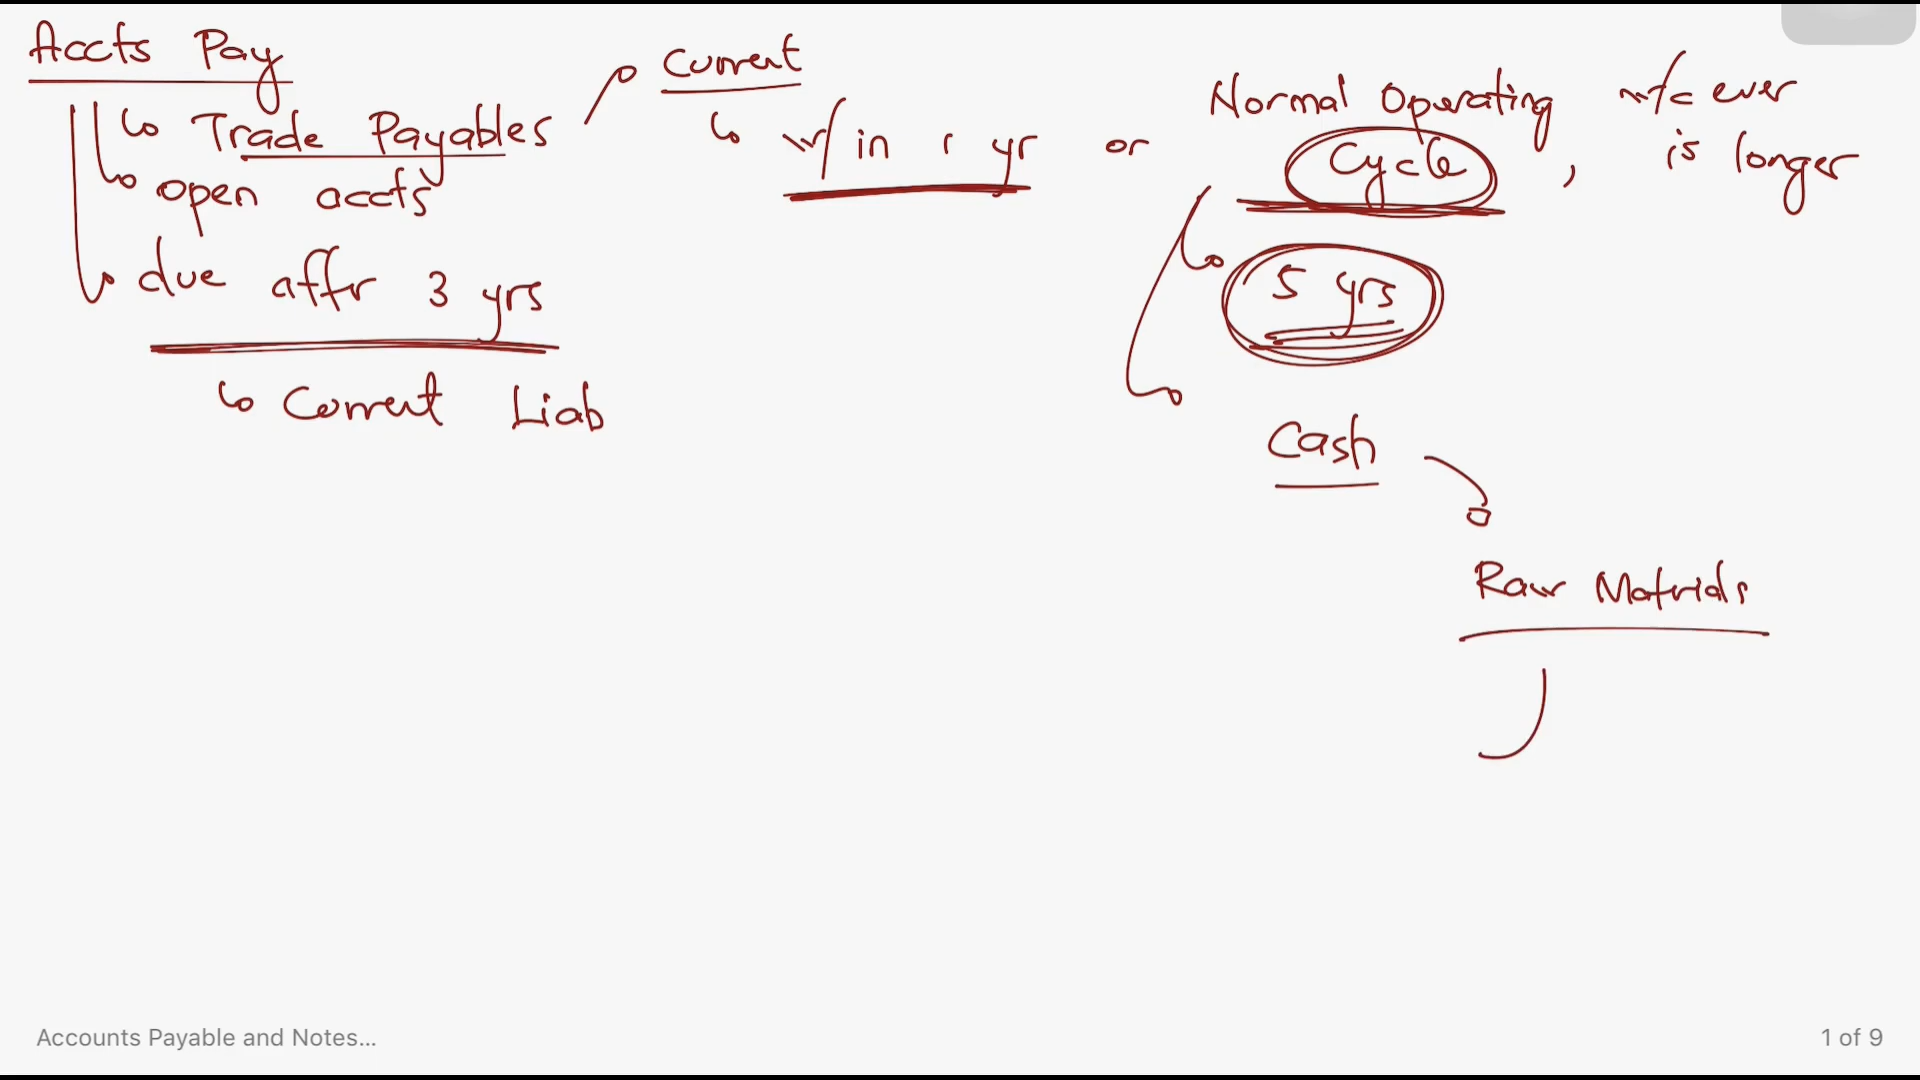 Accts Pay
Trade Payables
open accts
due after 3 yrs
Current Liab
Current
w/in 1 yr or
Normal Operating
Cycle,
w/c ever
is longer
5 yrs
Cash
Raw Materials
Accounts Payable and Notes...
1 of 9